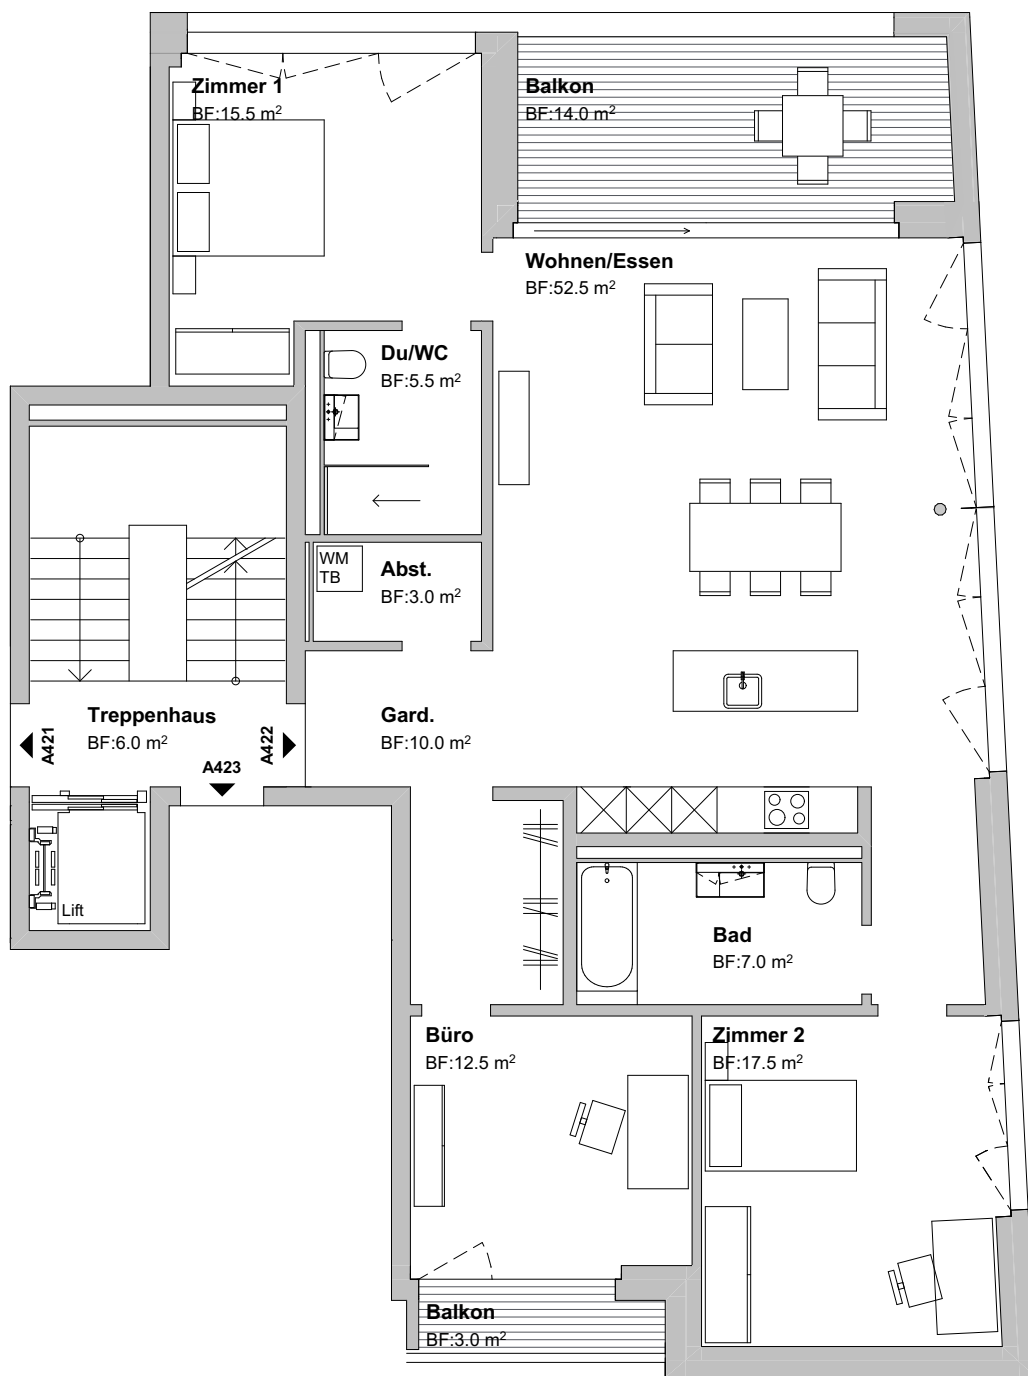 Zimmer 1
BF:15.5 m²
Balkon
BF:14.0 m²
Wohnen/Essen
BF:52.5 m²
Du/WC
BF:5.5 m²
WM
TB
Abst.
BF:3.0 m²
Treppenhaus
BF:6.0 m²
A421
A422
A423
Gard.
BF:10.0 m²
Lift
Bad
BF:7.0 m²
Büro
BF:12.5 m²
Zimmer 2
BF:17.5 m²
Balkon
BF:3.0 m²